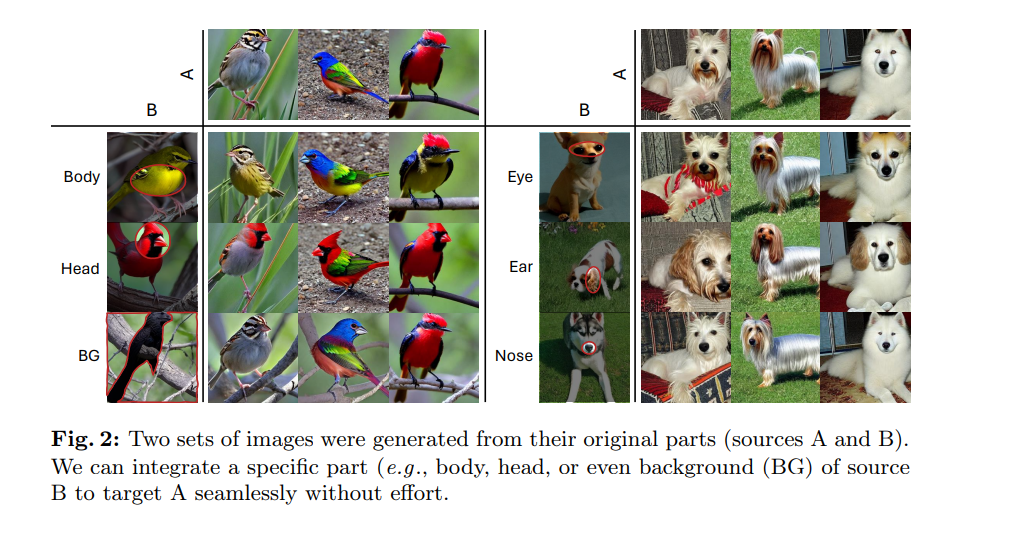 A
B
Body
Head
BG
A
B
Eye
Ear
Nose
Fig. 2: Two sets of images were generated from their original parts (sources A and B).
We can integrate a specific part (e.g., body, head, or even background (BG) of source
B to target A seamlessly without effort.